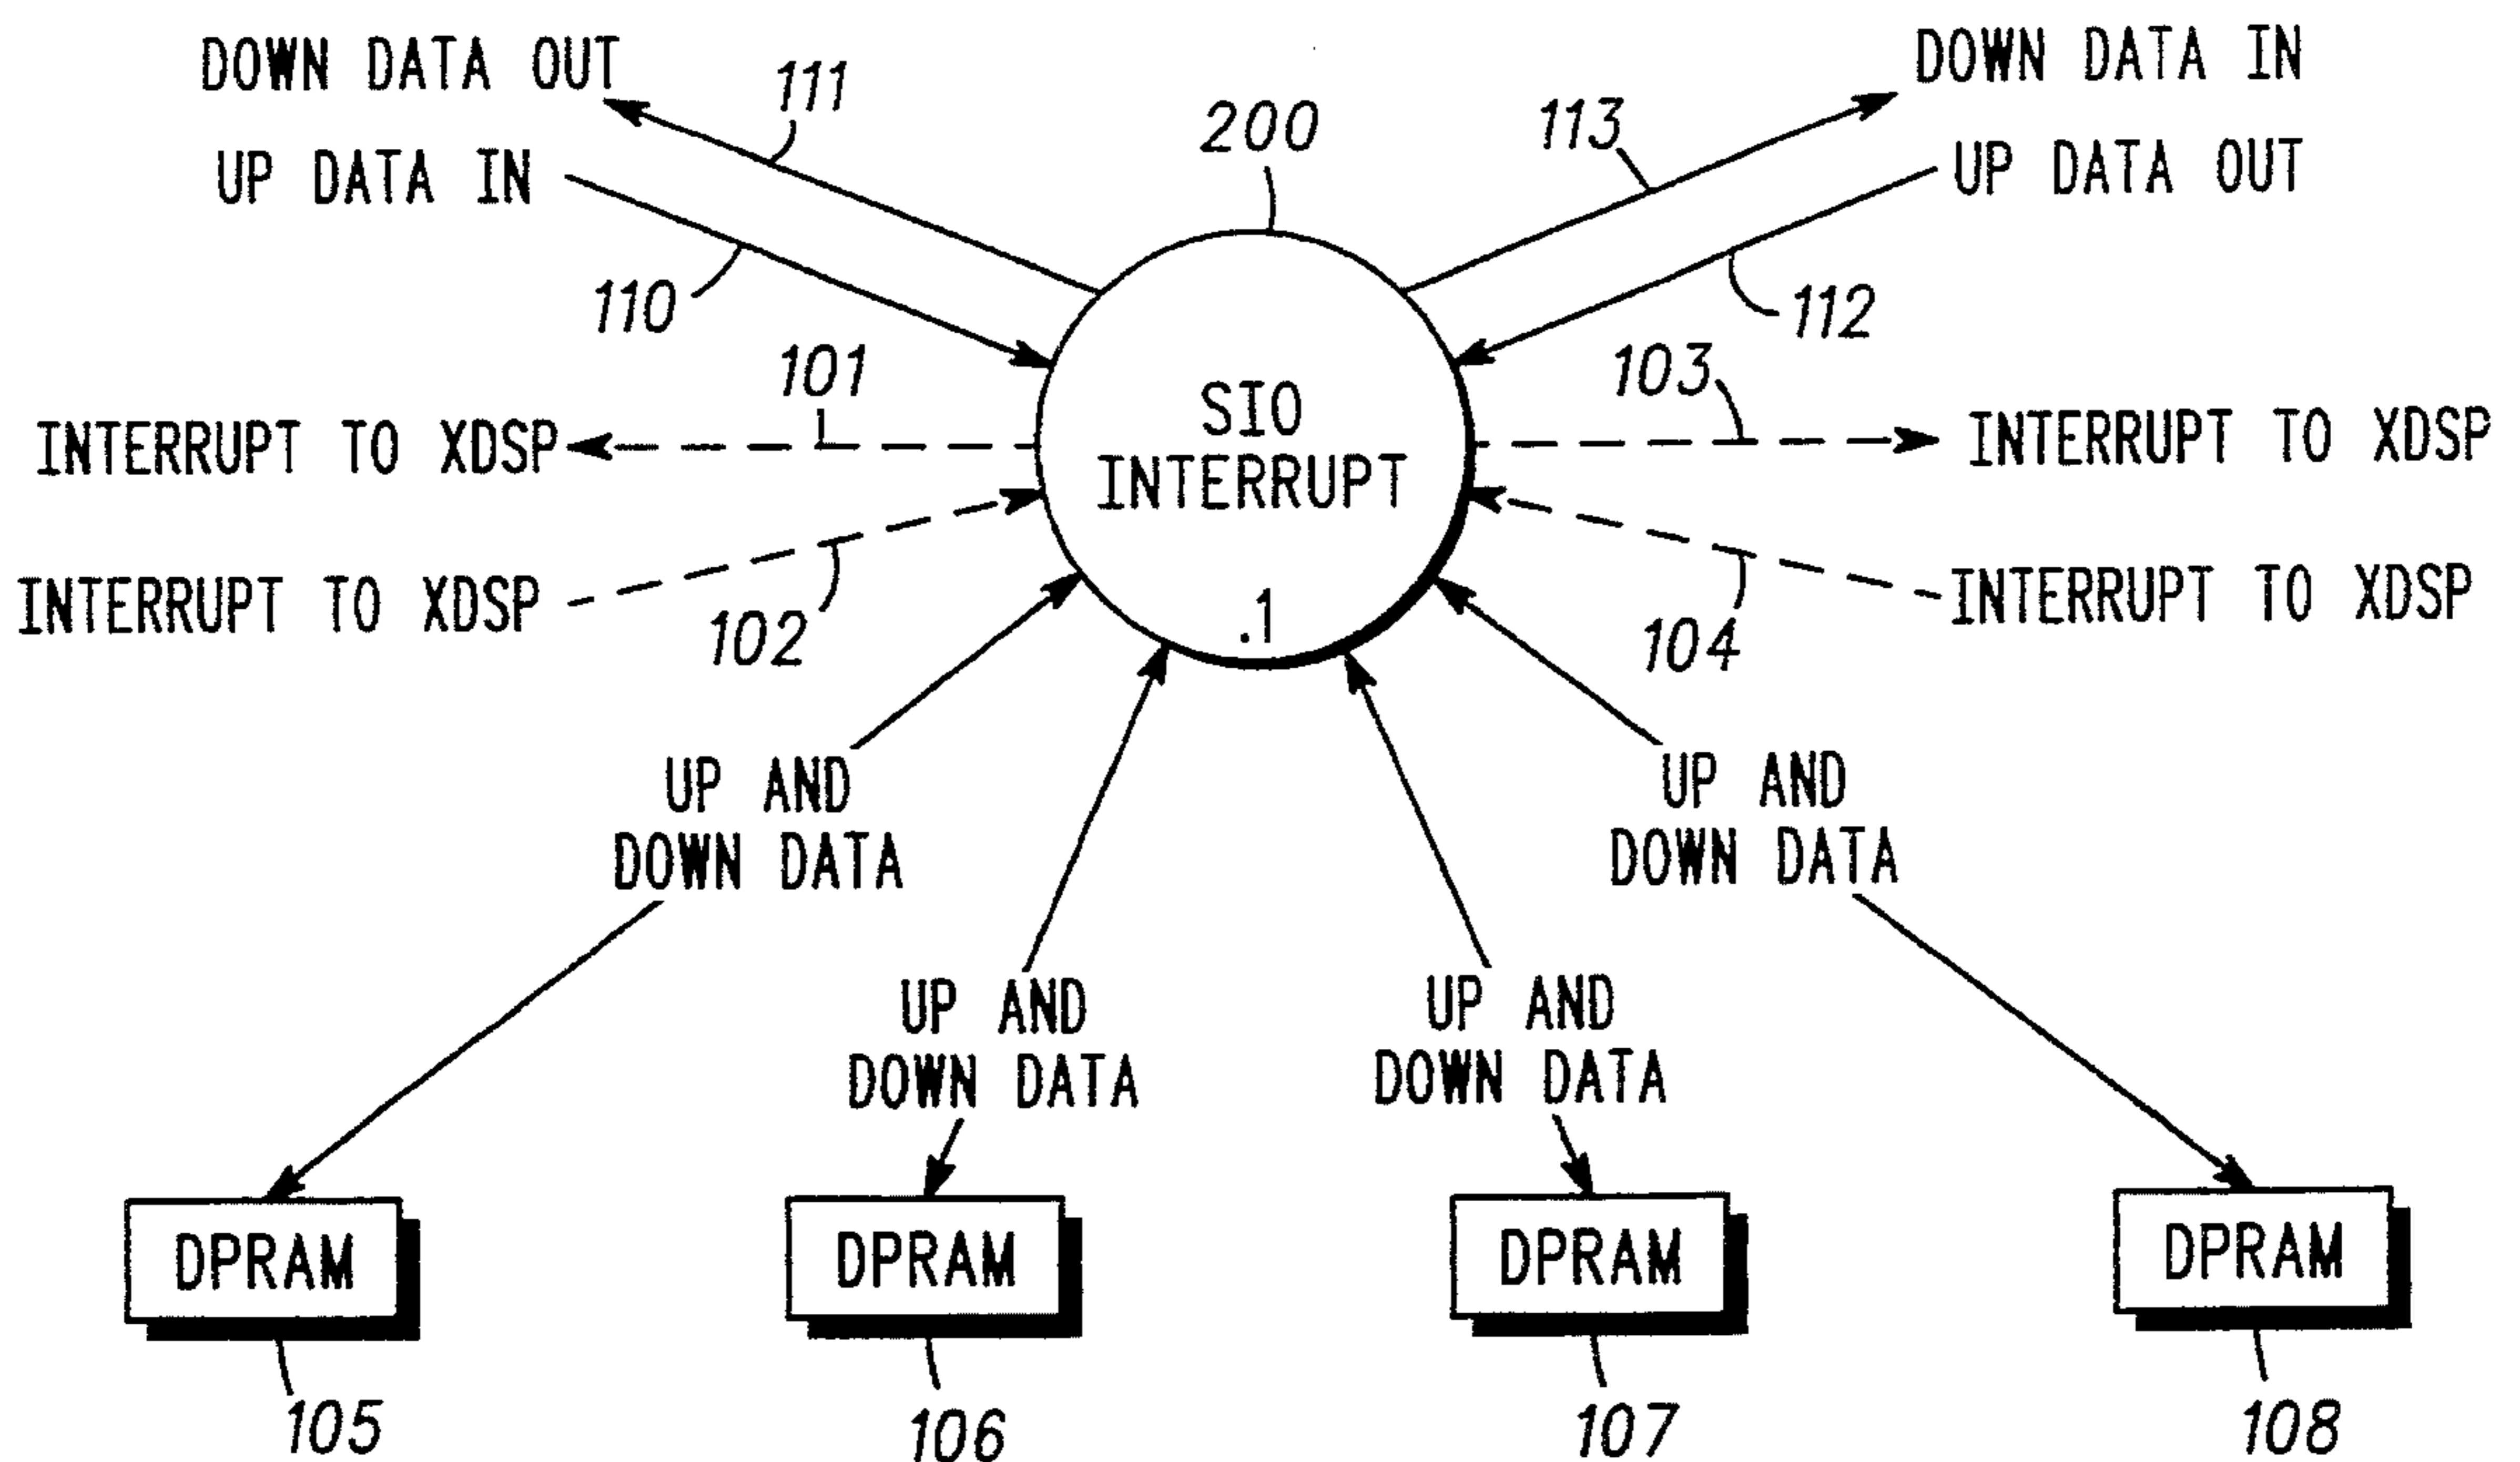 DOWN DATA OUT
111
200
113
DOWN DATA IN
UP DATA IN
UP DATA OUT
110
112
101
103
SIO
INTERRUPT
INTERRUPT TO XDSP
INTERRUPT TO XDSP
INTERRUPT TO XDSP
INTERRUPT TO XDSP
.1
102
104
UP AND
DOWN DATA
UP AND
DOWN DATA
UP AND
DOWN DATA
UP AND
DOWN DATA
DPRAM
DPRAM
DPRAM
DPRAM
105
106
107
108